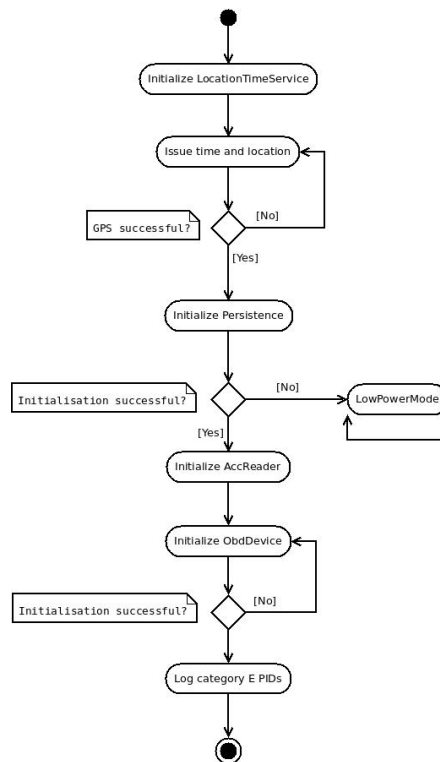 Initialize LocationTimeService
Issue time and location
[No]
GPS successful?
[Yes]
Initialize Persistence
[No]
Initialisation successful?
LowPowerMode
[Yes]
Initialize AccReader
Initialize ObdDevice
[No]
Initialisation successful?
Log category E PIDs